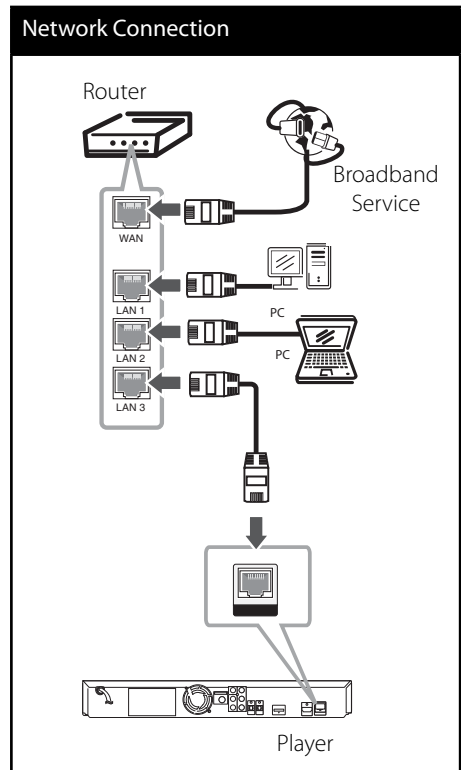 Network Connection
Router
Broadband
Service
WAN
LAN 1
PC
LAN 2
PC
LAN 3
Player